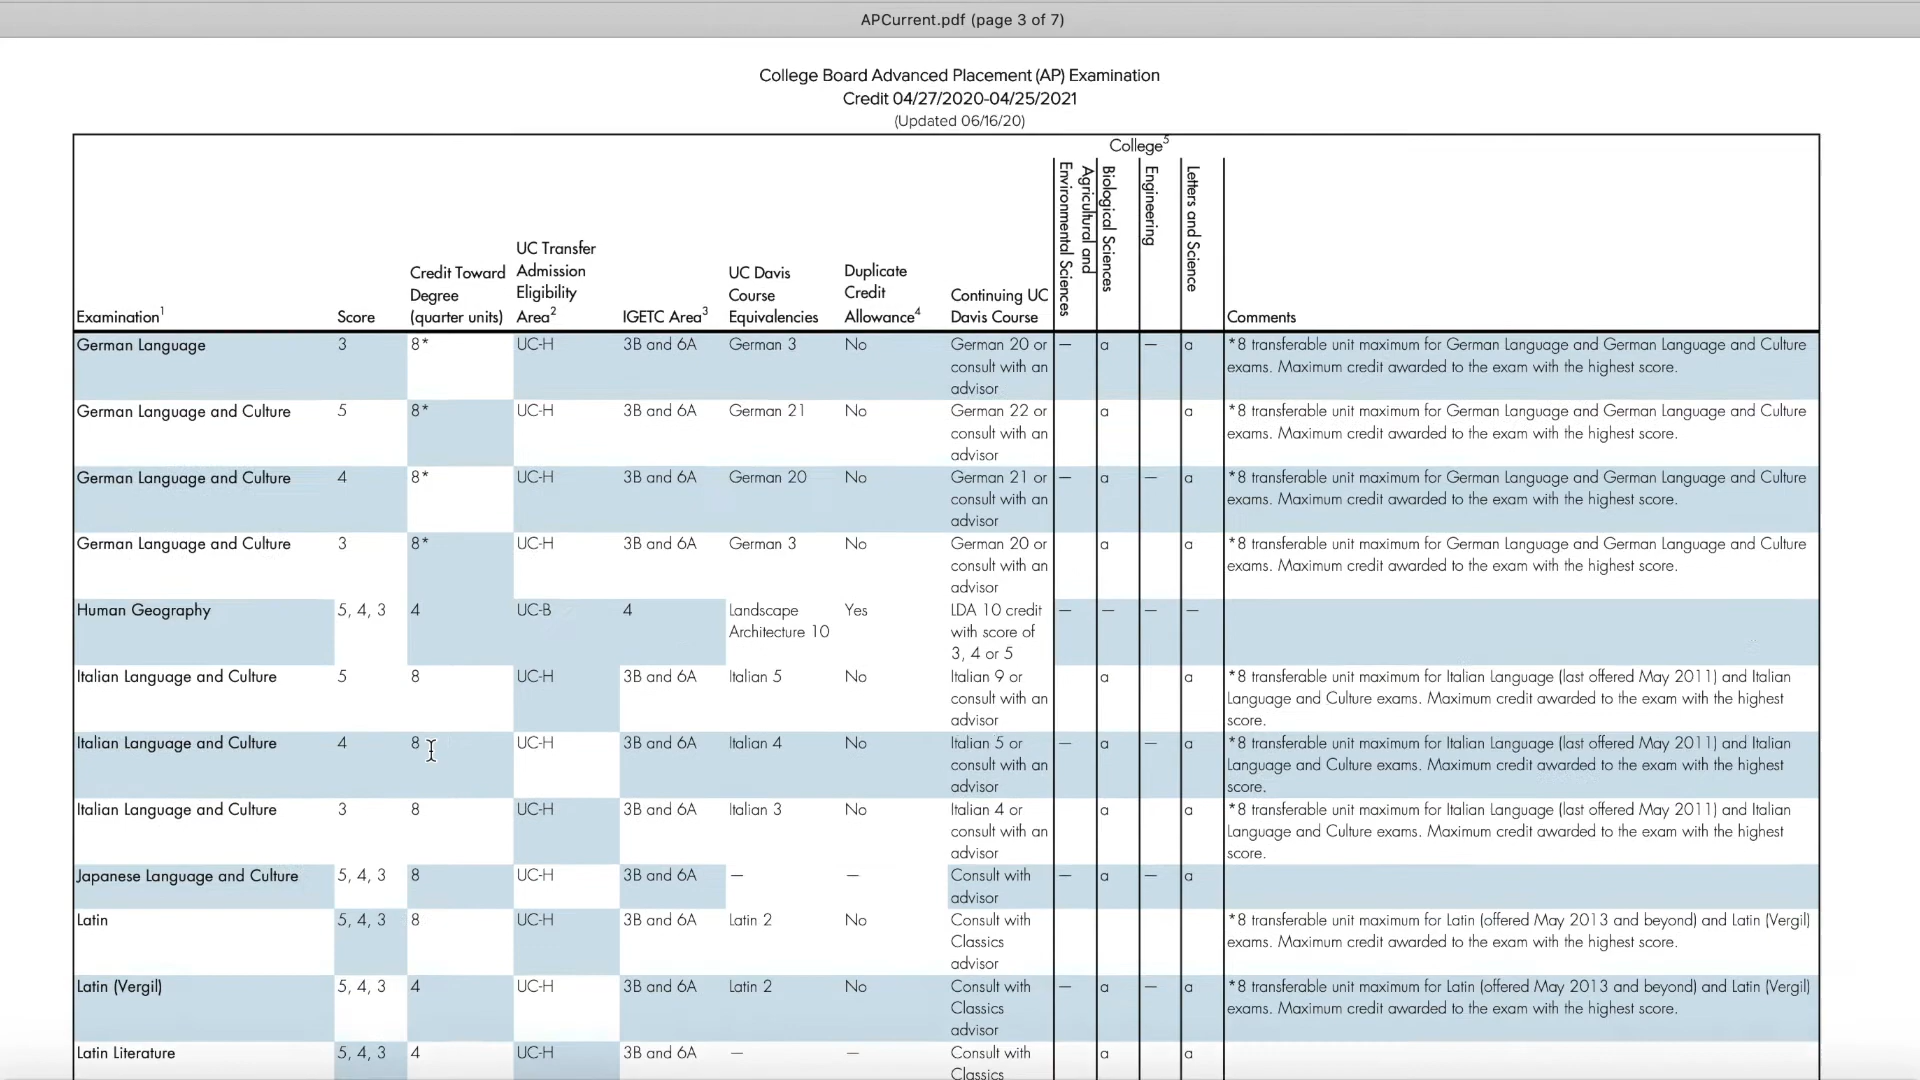 APCurrent.pdf (page 3 of 7)
College Board Advanced Placement (AP) Examination
Credit 04/27/2020-04/25/2021
(Updated 06/16/20)
College5
Examination1 Score Credit Toward Degree (quarter units) UC Transfer Admission Eligibility Area2 IGETC Area3 UC Davis Course Equivalencies Duplicate Credit Allowance4 Continuing UC Davis Course Agricultural and Environmental Sciences Biological Sciences Engineering Letters and Science Comments
German Language 3 8* UC-H 3B and 6A German 3 No German 20 or — a — a *8 transferable unit maximum for German Language and German Language and Culture
consult with an exams. Maximum credit awarded to the exam with the highest score.
advisor
German Language and Culture 5 8* UC-H 3B and 6A German 21 No German 22 or a a *8 transferable unit maximum for German Language and German Language and Culture
consult with an exams. Maximum credit awarded to the exam with the highest score.
advisor
German Language and Culture 4 8* UC-H 3B and 6A German 20 No German 21 or — a — a *8 transferable unit maximum for German Language and German Language and Culture
consult with an exams. Maximum credit awarded to the exam with the highest score.
advisor
German Language and Culture 3 8* UC-H 3B and 6A German 3 No German 20 or a a *8 transferable unit maximum for German Language and German Language and Culture
consult with an exams. Maximum credit awarded to the exam with the highest score.
advisor
Human Geography 5, 4, 3 4 UC-B 4 Landscape Yes LDA 10 credit — — — —
Architecture 10 with score of
3, 4 or 5
Italian Language and Culture 5 8 UC-H 3B and 6A Italian 5 No Italian 9 or a a *8 transferable unit maximum for Italian Language (last offered May 2011) and Italian
consult with an Language and Culture exams. Maximum credit awarded to the exam with the highest
advisor score.
Italian Language and Culture 4 8 UC-H 3B and 6A Italian 4 No Italian 5 or — a — a *8 transferable unit maximum for Italian Language (last offered May 2011) and Italian
consult with an Language and Culture exams. Maximum credit awarded to the exam with the highest
advisor score.
Italian Language and Culture 3 8 UC-H 3B and 6A Italian 3 No Italian 4 or a a *8 transferable unit maximum for Italian Language (last offered May 2011) and Italian
consult with an Language and Culture exams. Maximum credit awarded to the exam with the highest
advisor score.
Japanese Language and Culture 5, 4, 3 8 UC-H 3B and 6A — — Consult with — a — a
advisor
Latin 5, 4, 3 8 UC-H 3B and 6A Latin 2 No Consult with *8 transferable unit maximum for Latin (offered May 2013 and beyond) and Latin (Vergil)
Classics exams. Maximum credit awarded to the exam with the highest score.
advisor
Latin (Vergil) 5, 4, 3 4 UC-H 3B and 6A Latin 2 No Consult with — a — a *8 transferable unit maximum for Latin (offered May 2013 and beyond) and Latin (Vergil)
Classics exams. Maximum credit awarded to the exam with the highest score.
advisor
Latin Literature 5, 4, 3 4 UC-H 3B and 6A — — Consult with a a
Classics